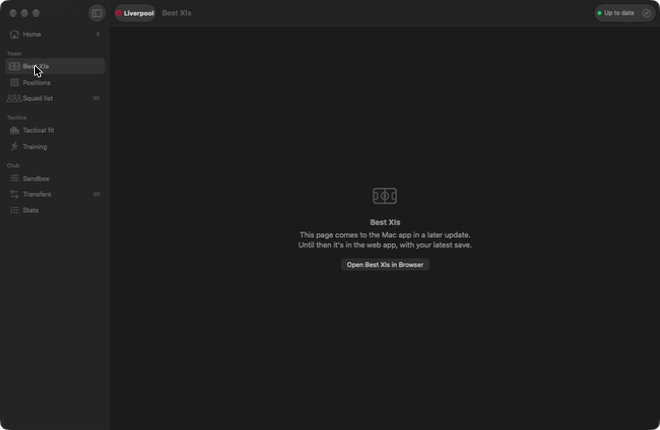 Liverpool Best XIs Up to date
Home
Team
Best XIs
Positions
Squad list
Tactics
Tactical fit
Training
Club
Sandbox
Transfers
Stats
Best XIs
This page comes to the Mac app in a later update.
Until then it's in the web app, with your latest save.
Open Best XIs in Browser